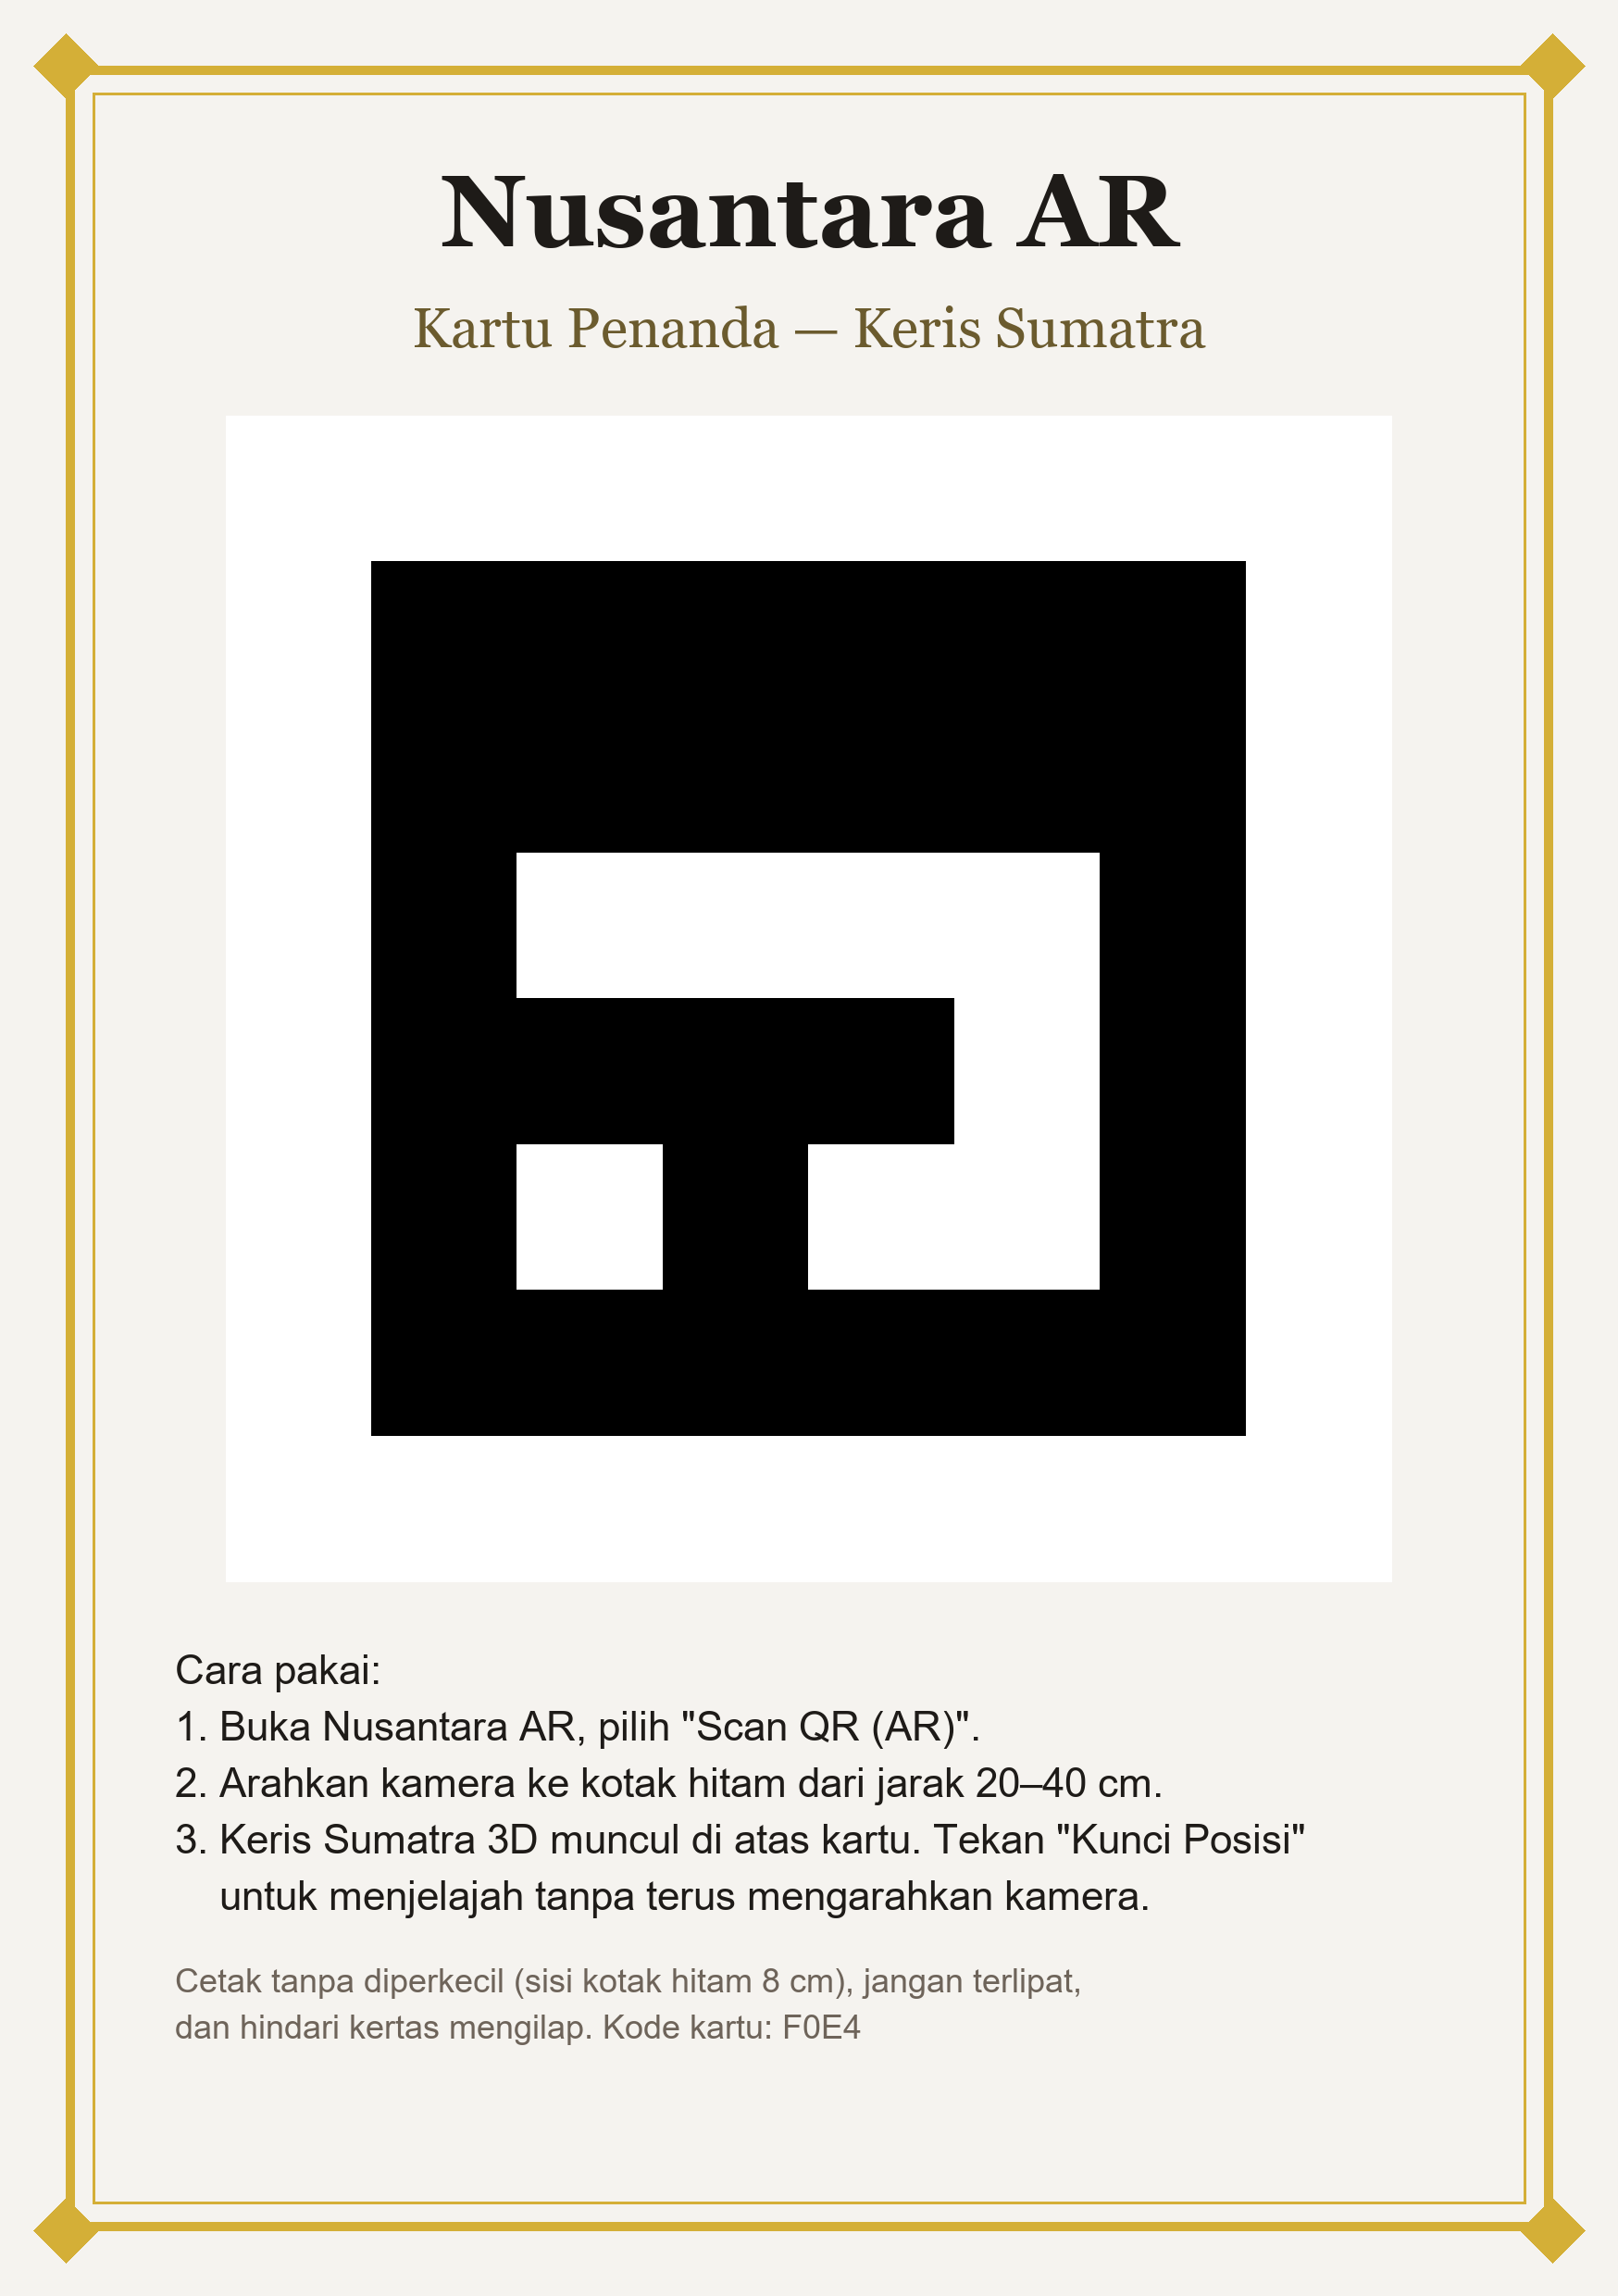 Nusantara AR
Kartu Penanda — Keris Sumatra
Cara pakai:
1. Buka Nusantara AR, pilih "Scan QR (AR)".
2. Arahkan kamera ke kotak hitam dari jarak 20–40 cm.
3. Keris Sumatra 3D muncul di atas kartu. Tekan "Kunci Posisi"
untuk menjelajah tanpa terus mengarahkan kamera.
Cetak tanpa diperkecil (sisi kotak hitam 8 cm), jangan terlipat,
dan hindari kertas mengilap. Kode kartu: F0E4